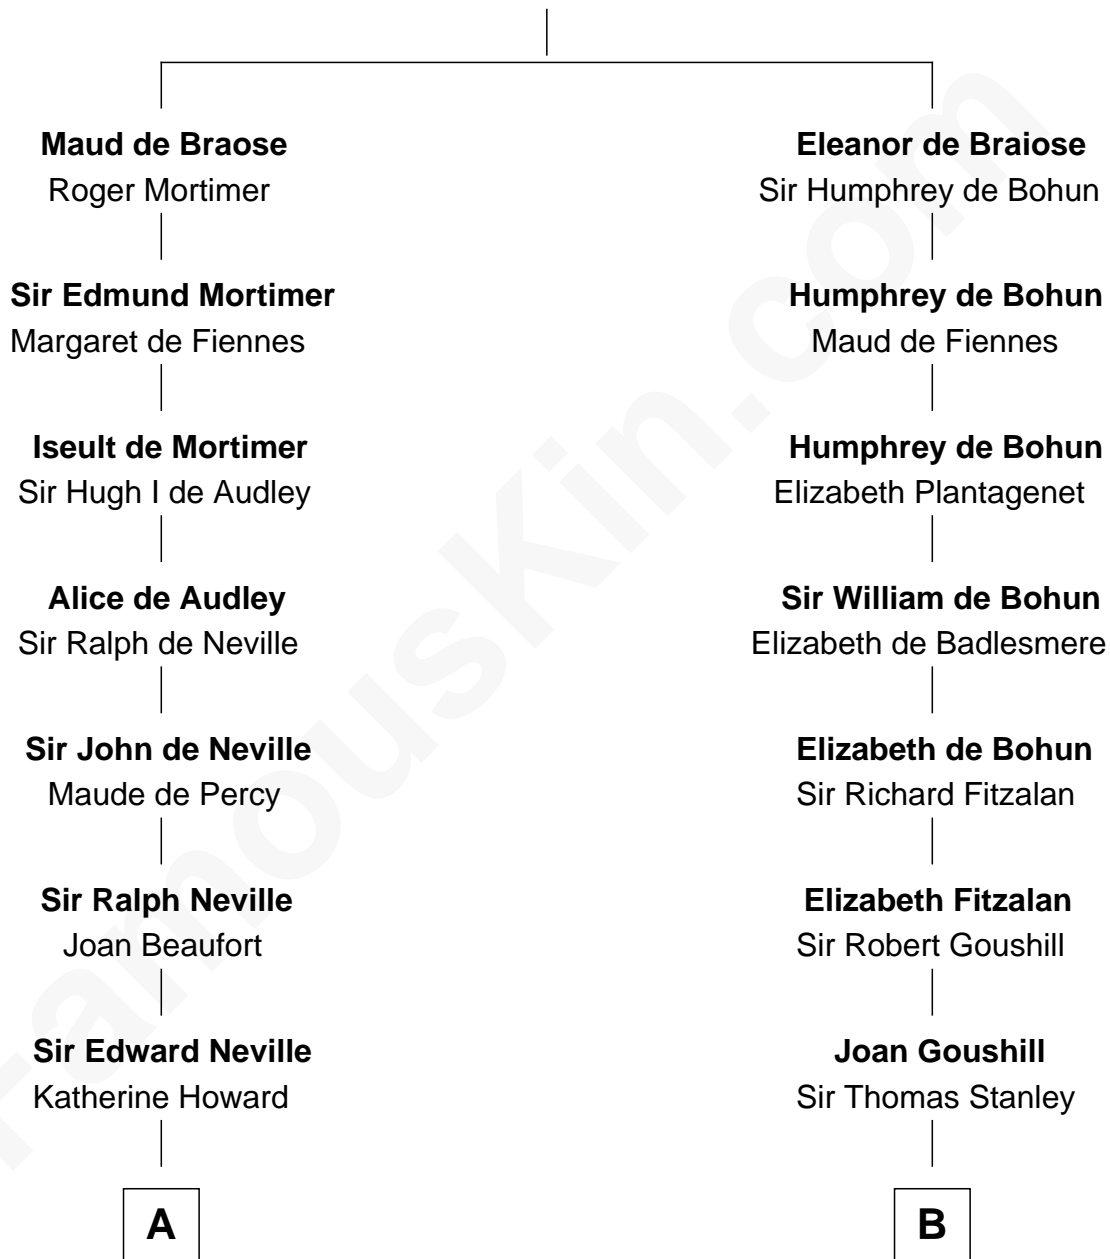 Maud de Braose
Roger Mortimer
Sir Edmund Mortimer
Margaret de Fiennes
Iseult de Mortimer
Sir Hugh I de Audley
Alice de Audley
Sir Ralph de Neville
Sir John de Neville
Maude de Percy
Sir Ralph Neville
Joan Beaufort
Sir Edward Neville
Katherine Howard
A
Eleanor de Braiose
Sir Humphrey de Bohun
Humphrey de Bohun
Maud de Fiennes
Humphrey de Bohun
Elizabeth Plantagenet
Sir William de Bohun
Elizabeth de Badlesmere
Elizabeth de Bohun
Sir Richard Fitzalan
Elizabeth Fitzalan
Sir Robert Goushill
Joan Goushill
Sir Thomas Stanley
B
FamousKin.com